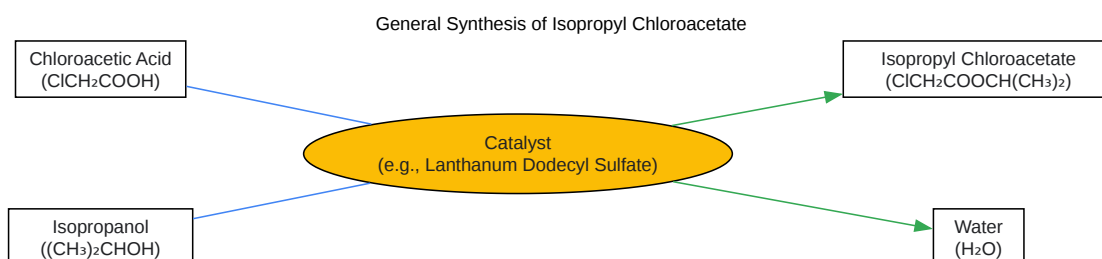 General Synthesis of Isopropyl Chloroacetate
Chloroacetic Acid
(ClCH₂COOH)
Isopropyl Chloroacetate
(ClCH₂COOCH(CH₃)₂)
Catalyst
(e.g., Lanthanum Dodecyl Sulfate)
Isopropanol
((CH₃)₂CHOH)
Water
(H₂O)